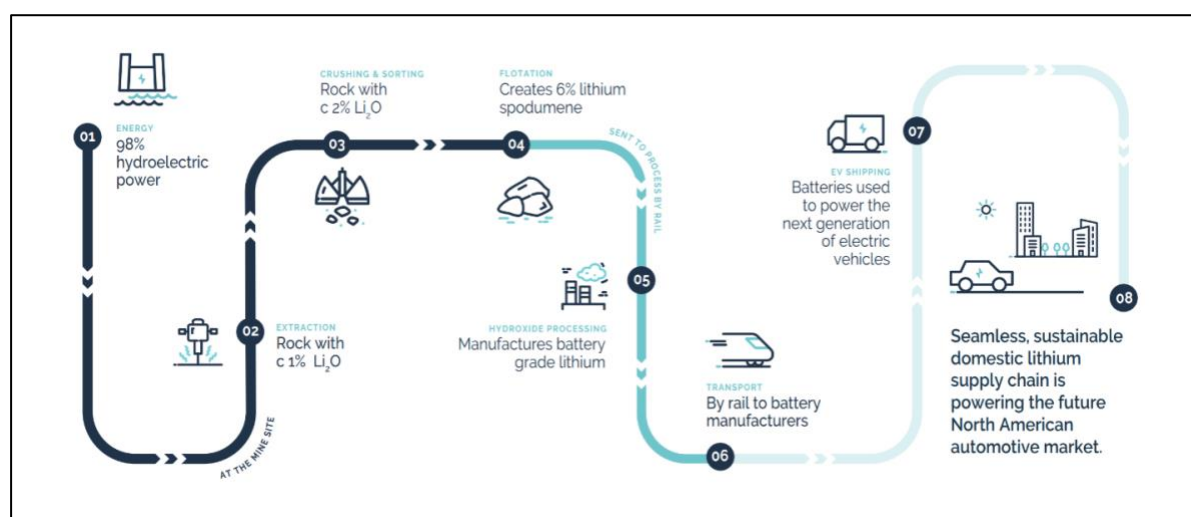 01
ENERGY
98%
hydroelectric
power
02
EXTRACTION
Rock with
c 1% Li₂O
AT THE MINE SITE
CRUSHING & SORTING
Rock with
c 2% Li₂O
03
FLOTATION
Creates 6% lithium
spodumene
04
SENT TO PROCESS BY RAIL
05
HYDROXIDE PROCESSING
Manufactures battery
grade lithium
TRANSPORT
By rail to battery
manufacturers
06
07
EV SHIPPING
Batteries used
to power the
next generation
of electric
vehicles
08
Seamless, sustainable
domestic lithium
supply chain is
powering the future
North American
automotive market.